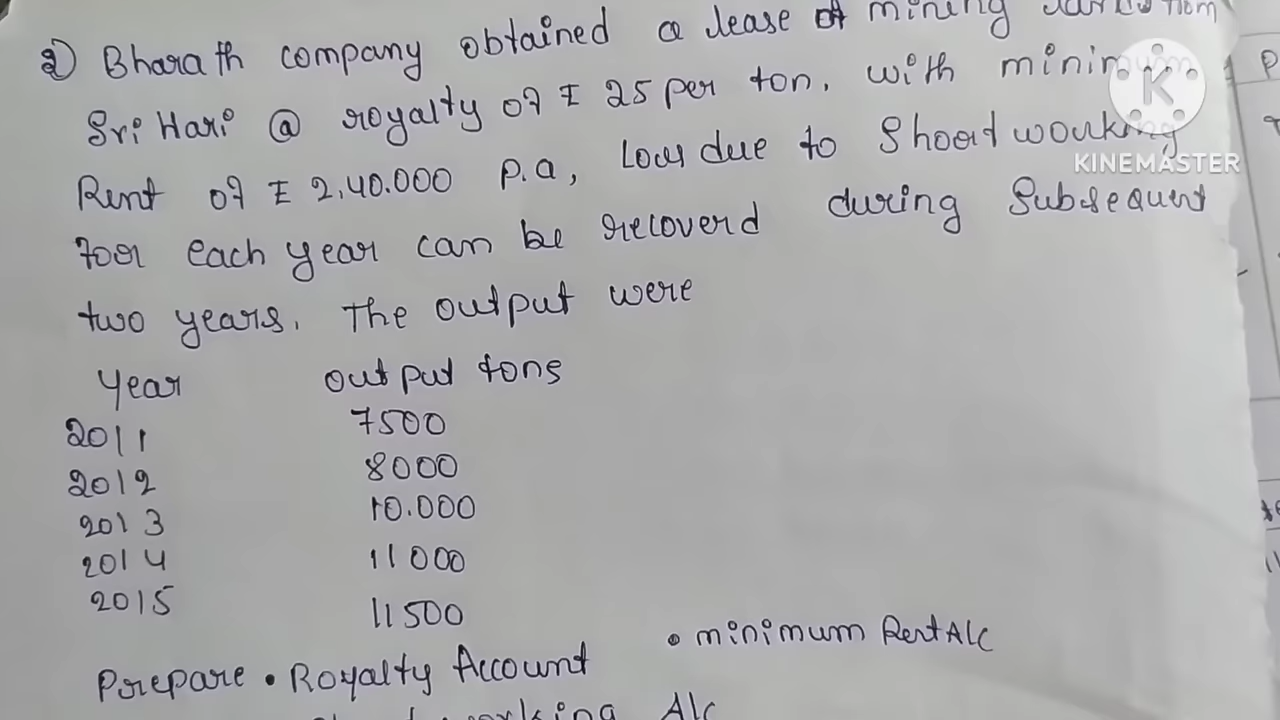 2) Bharath company obtained a lease of mining from
Sri Hari @ royalty of ₹ 25 per ton, with minimum
K
KINEMASTER
Rent of ₹ 2,40.000 p.a, Loss due to Shortworking
for each year can be recoverd during Subsequent
two years. The output were
Year output tons
2011 7500
2012 8000
2013 10.000
2014 11000
2015 11500
Prepare • Royalty Account • minimum Rent A/c
working A/c